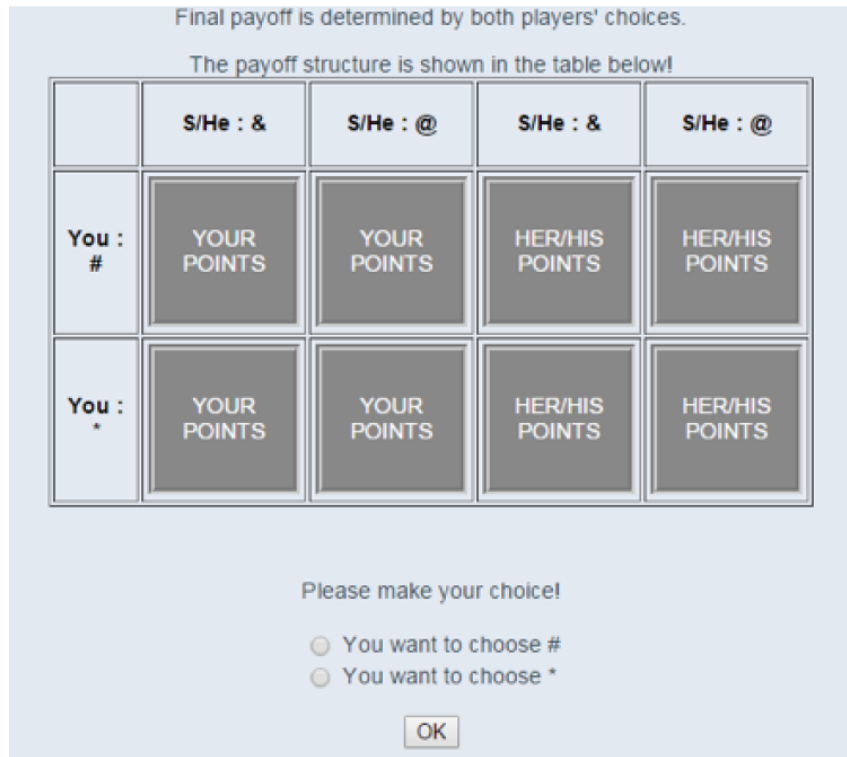 Final payoff is determined by both players' choices.
The payoff structure is shown in the table below!
S/He : & S/He : @ S/He : & S/He : @
You : #
YOUR POINTS YOUR POINTS HER/HIS POINTS HER/HIS POINTS
You : *
YOUR POINTS YOUR POINTS HER/HIS POINTS HER/HIS POINTS
Please make your choice!
You want to choose #
You want to choose *
OK